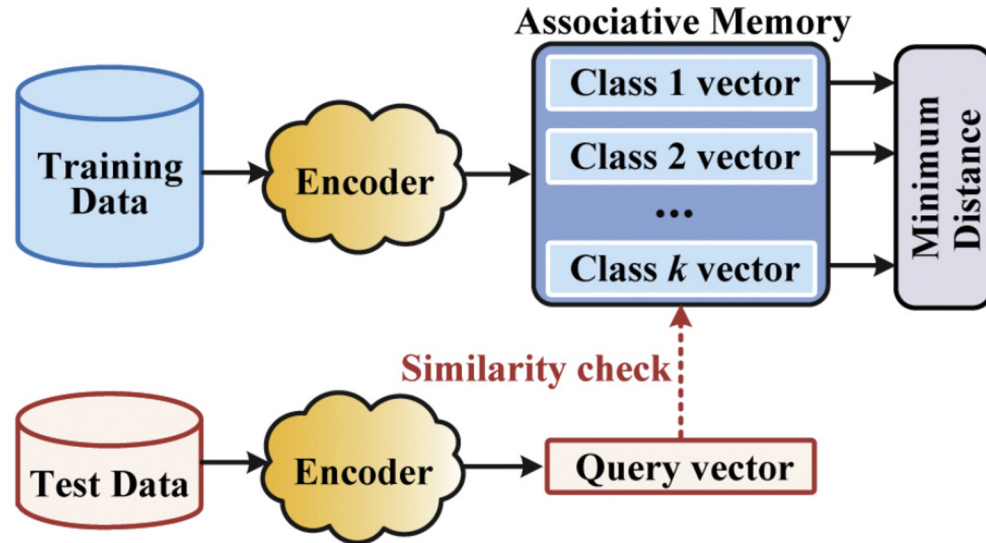 Associative Memory
Training
Data
Encoder
Class 1 vector
Class 2 vector
...
Class k vector
Minimum
Distance
Similarity check
Test Data
Encoder
Query vector